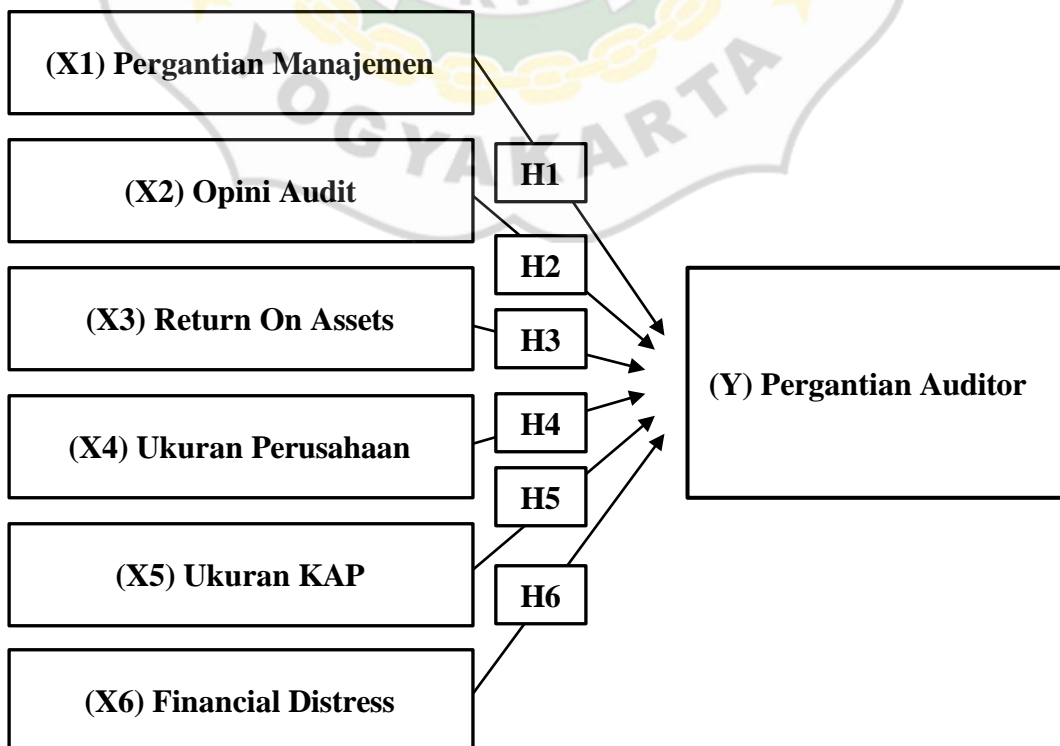 (X1) Pergantian Manajemen
(X2) Opini Audit
(X3) Return On Assets
(X4) Ukuran Perusahaan
(X5) Ukuran KAP
(X6) Financial Distress
H1
H2
H3
H4
H5
H6
(Y) Pergantian Auditor
YOGYAKARTA